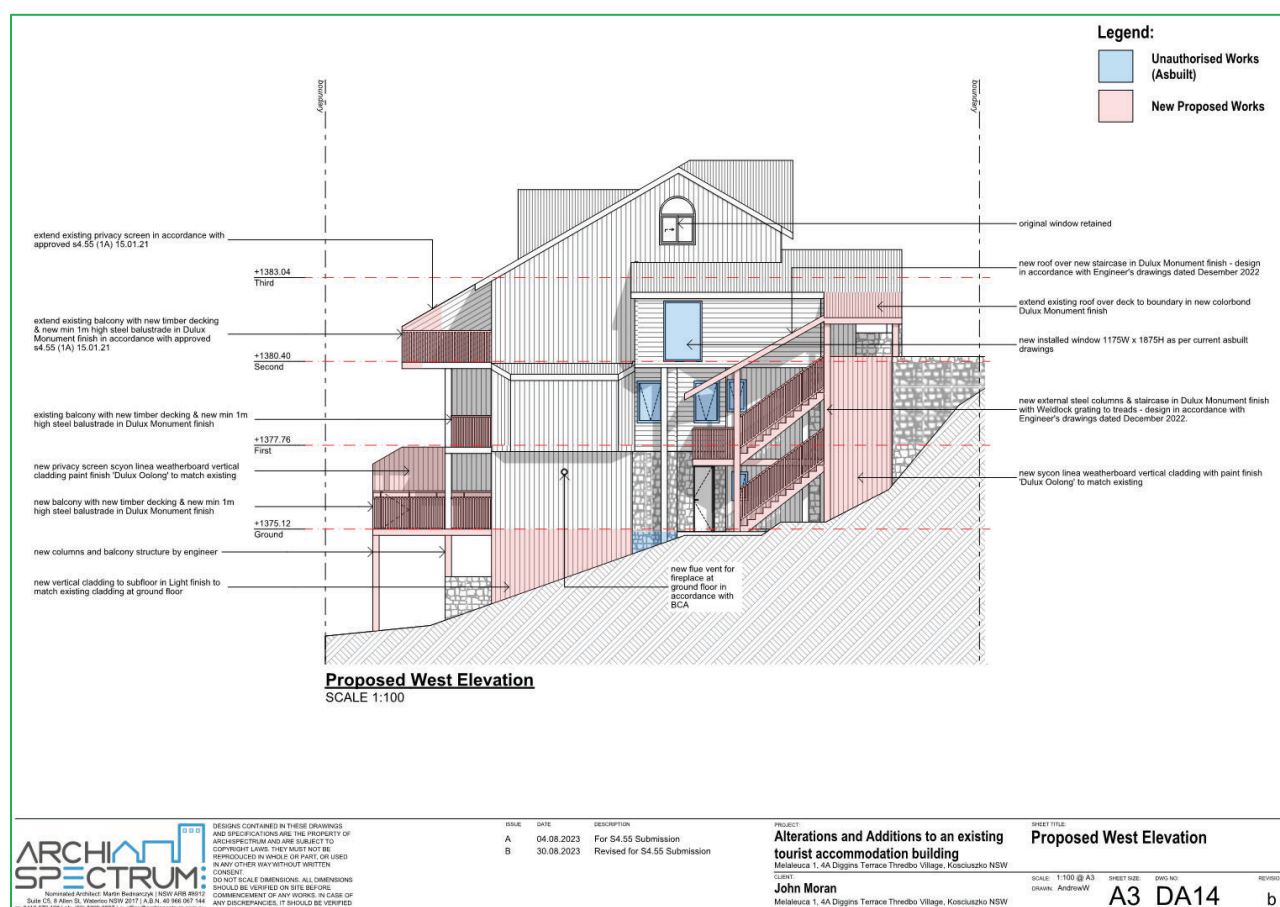 Legend:
Unauthorised Works
(Asbuilt)
New Proposed Works
boundary
boundary
extend existing privacy screen in accordance with
approved s4.55 (1A) 15.01.21
+1383.04
Third
extend existing balcony with new timber decking
& new min 1m high steel balustrade in Dulux
Monument finish in accordance with approved
s4.55 (1A) 15.01.21
+1380.40
Second
existing balcony with new timber decking & new min 1m
high steel balustrade in Dulux Monument finish
+1377.76
First
new privacy screen scyon linea weatherboard vertical
cladding paint finish 'Dulux Oolong' to match existing
new balcony with new timber decking & new min 1m
high steel balustrade in Dulux Monument finish
+1375.12
Ground
new columns and balcony structure by engineer
new vertical cladding to subfloor in Light finish to
match existing cladding at ground floor
new flue vent for
fireplace at
ground floor in
accordance with
BCA
original window retained
new roof over new staircase in Dulux Monument finish - design
in accordance with Engineer's drawings dated Desember 2022
extend existing roof over deck to boundary in new colorbond
Dulux Monument finish
new installed window 1175W x 1875H as per current asbuilt
drawings
new external steel columns & staircase in Dulux Monument finish
with Weldlock grating to treads - design in accordance with
Engineer's drawings dated December 2022.
new sycon linea weatherboard vertical cladding with paint finish
'Dulux Oolong' to match existing
Proposed West Elevation
SCALE 1:100
ARCHI
SPECTRUM
Nominated Architect: Martin Bednarczyk | NSW ARB #8912
Suite C5, 8 Allen St, Waterloo NSW 2017 | A.B.N. 40 966 067 144
DESIGNS CONTAINED IN THESE DRAWINGS
AND SPECIFICATIONS ARE THE PROPERTY OF
ARCHISPECTRUM AND ARE SUBJECT TO
COPYRIGHT LAWS. THEY MUST NOT BE
REPRODUCED IN WHOLE OR PART, OR USED
IN ANY OTHER WAY WITHOUT WRITTEN
CONSENT.
DO NOT SCALE DIMENSIONS. ALL DIMENSIONS
SHOULD BE VERIFIED ON SITE BEFORE
COMMENCEMENT OF ANY WORKS. IN CASE OF
ANY DISCREPANCIES, IT SHOULD BE VERIFIED
ISSUE DATE DESCRIPTION
A 04.08.2023 For S4.55 Submission
B 30.08.2023 Revised for S4.55 Submission
PROJECT:
Alterations and Additions to an existing
tourist accommodation building
Melaleuca 1, 4A Diggins Terrace Thredbo Village, Kosciuszko NSW
CLIENT:
John Moran
Melaleuca 1, 4A Diggins Terrace Thredbo Village, Kosciuszko NSW
SHEET TITLE:
Proposed West Elevation
SCALE: 1:100 @ A3
DRAWN: AndrewW
SHEET SIZE:
A3
DWG NO:
DA14
b